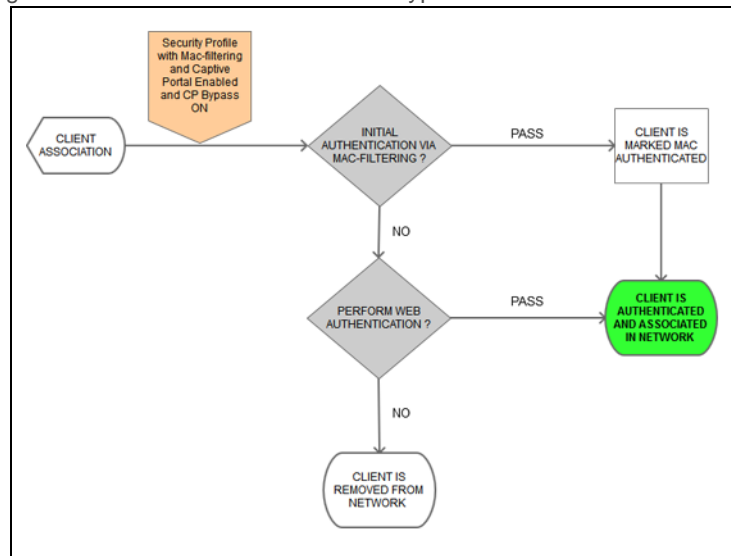 Security Profile
with Mac-filtering
and Captive
Portal Enabled
and CP Bypass
ON
CLIENT
ASSOCIATION
INITIAL
AUTHENTICATION VIA
MAC-FILTERING ?
PASS
CLIENT IS
MARKED MAC
AUTHENTICATED
NO
PERFORM WEB
AUTHENTICATION ?
PASS
CLIENT IS
AUTHENTICATED
AND ASSOCIATED
IN NETWORK
NO
CLIENT IS
REMOVED FROM
NETWORK